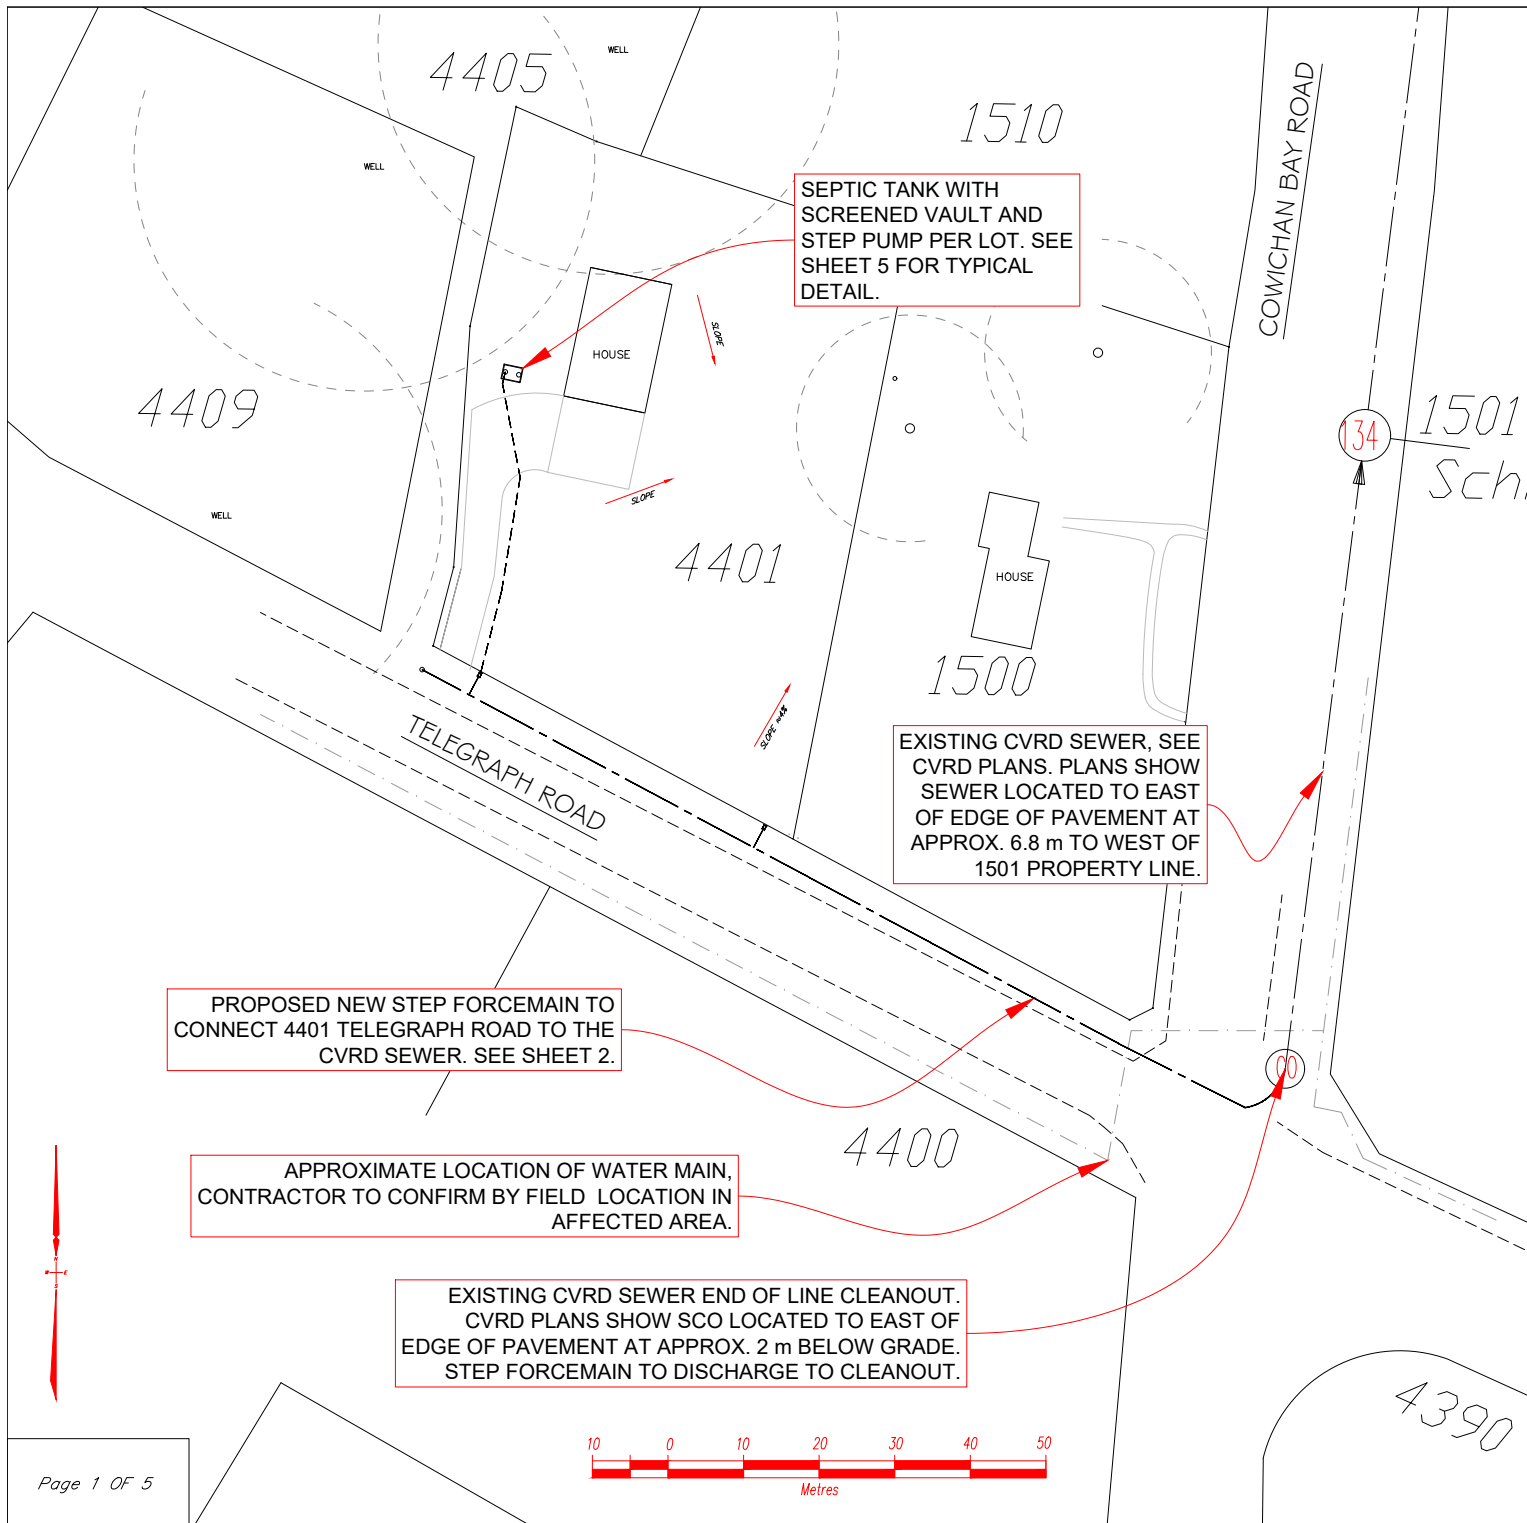 4405
WELL
1510
COWICHAN BAY ROAD
WELL
SEPTIC TANK WITH
SCREENED VAULT AND
STEP PUMP PER LOT. SEE
SHEET 5 FOR TYPICAL
DETAIL.
SLOPE
HOUSE
4409
134
1501
Sch
SLOPE
WELL
4401
HOUSE
1500
SLOPE ≈4%
TELEGRAPH ROAD
EXISTING CVRD SEWER, SEE
CVRD PLANS. PLANS SHOW
SEWER LOCATED TO EAST
OF EDGE OF PAVEMENT AT
APPROX. 6.8 m TO WEST OF
1501 PROPERTY LINE.
PROPOSED NEW STEP FORCEMAIN TO
CONNECT 4401 TELEGRAPH ROAD TO THE
CVRD SEWER. SEE SHEET 2.
00
4400
APPROXIMATE LOCATION OF WATER MAIN,
CONTRACTOR TO CONFIRM BY FIELD LOCATION IN
AFFECTED AREA.
N
W E
S
EXISTING CVRD SEWER END OF LINE CLEANOUT.
CVRD PLANS SHOW SCO LOCATED TO EAST OF
EDGE OF PAVEMENT AT APPROX. 2 m BELOW GRADE.
STEP FORCEMAIN TO DISCHARGE TO CLEANOUT.
4390
10 0 10 20 30 40 50
Metres
Page 1 OF 5